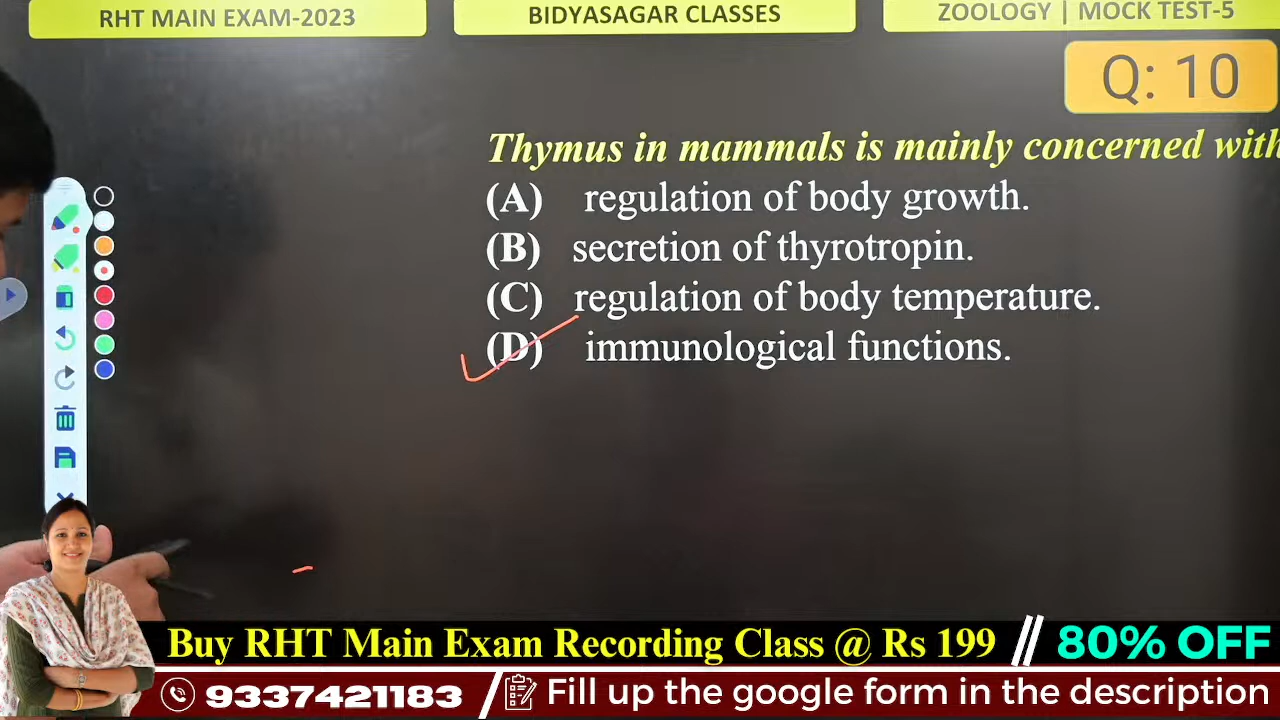 RHT MAIN EXAM-2023
BIDYASAGAR CLASSES
ZOOLOGY | MOCK TEST-5
Q: 10
Thymus in mammals is mainly concerned with
(A) regulation of body growth.
(B) secretion of thyrotropin.
(C) regulation of body temperature.
(D) immunological functions.
Buy RHT Main Exam Recording Class @ Rs 199 // 80% OFF
9337421183 / Fill up the google form in the description